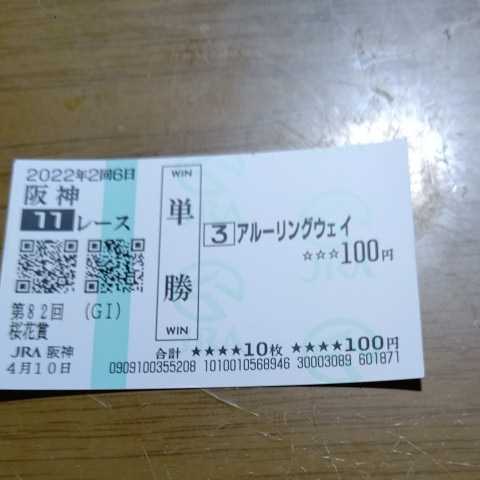 2022年2回6日
阪神
11レース
第82回 (GI)
桜花賞
JRA 阪神
4月10日
WIN
単勝
WIN
3アルーリングウェイ
☆☆☆100円
合計 ★★★★10枚 ★★★★100円
0909100355208 1010010568946 30003089 601871